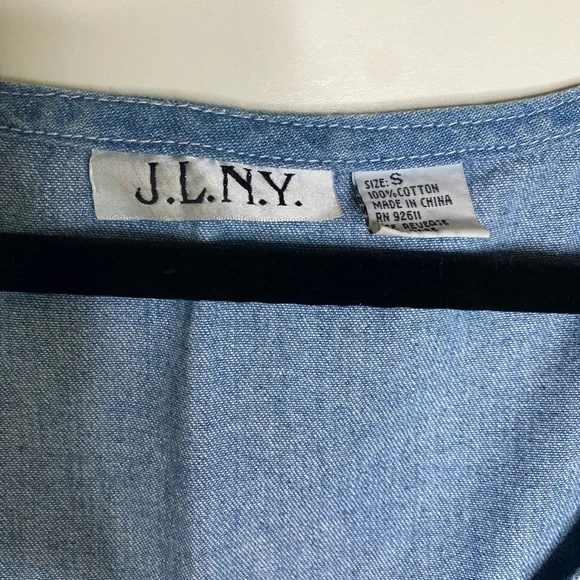 J.L.N.Y.
SIZE: S
100% COTTON
MADE IN CHINA
RN 92611
REVERSE